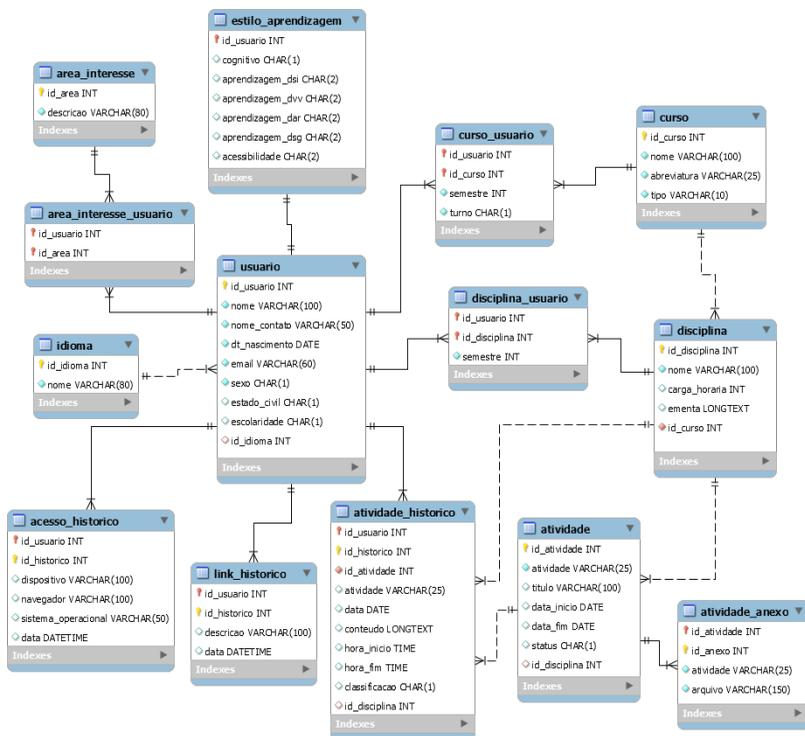 estilo_aprendizagem
id_usuario INT
cognitivo CHAR(1)
aprendizagem_dsi CHAR(2)
aprendizagem_dvv CHAR(2)
aprendizagem_dar CHAR(2)
aprendizagem_dsg CHAR(2)
acessibilidade CHAR(2)
Indexes
area_interesse
id_area INT
descricao VARCHAR(80)
Indexes
curso_usuario
id_usuario INT
id_curso INT
semestre INT
turno CHAR(1)
Indexes
curso
id_curso INT
nome VARCHAR(100)
abreviatura VARCHAR(25)
tipo VARCHAR(10)
Indexes
area_interesse_usuario
id_usuario INT
id_area INT
Indexes
usuario
id_usuario INT
nome VARCHAR(100)
nome_contato VARCHAR(50)
dt_nascimento DATE
email VARCHAR(60)
sexo CHAR(1)
estado_civil CHAR(1)
escolaridade CHAR(1)
id_idioma INT
Indexes
disciplina_usuario
id_usuario INT
id_disciplina INT
semestre INT
Indexes
disciplina
id_disciplina INT
nome VARCHAR(100)
carga_horaria INT
ementa LONGTEXT
id_curso INT
Indexes
idioma
id_idioma INT
nome VARCHAR(80)
Indexes
acesso_historico
id_usuario INT
id_historico INT
dispositivo VARCHAR(100)
navegador VARCHAR(100)
sistema_operacional VARCHAR(50)
data DATETIME
Indexes
link_historico
id_usuario INT
id_historico INT
descricao VARCHAR(100)
data DATETIME
Indexes
atividade_historico
id_usuario INT
id_historico INT
id_atividade INT
atividade VARCHAR(25)
data DATE
conteudo LONGTEXT
hora_inicio TIME
hora_fim TIME
classificacao CHAR(1)
id_disciplina INT
Indexes
atividade
id_atividade INT
atividade VARCHAR(25)
titulo VARCHAR(100)
data_inicio DATE
data_fim DATE
status CHAR(1)
id_disciplina INT
Indexes
atividade_anexo
id_atividade INT
id_anexo INT
atividade VARCHAR(25)
arquivo VARCHAR(150)
Indexes